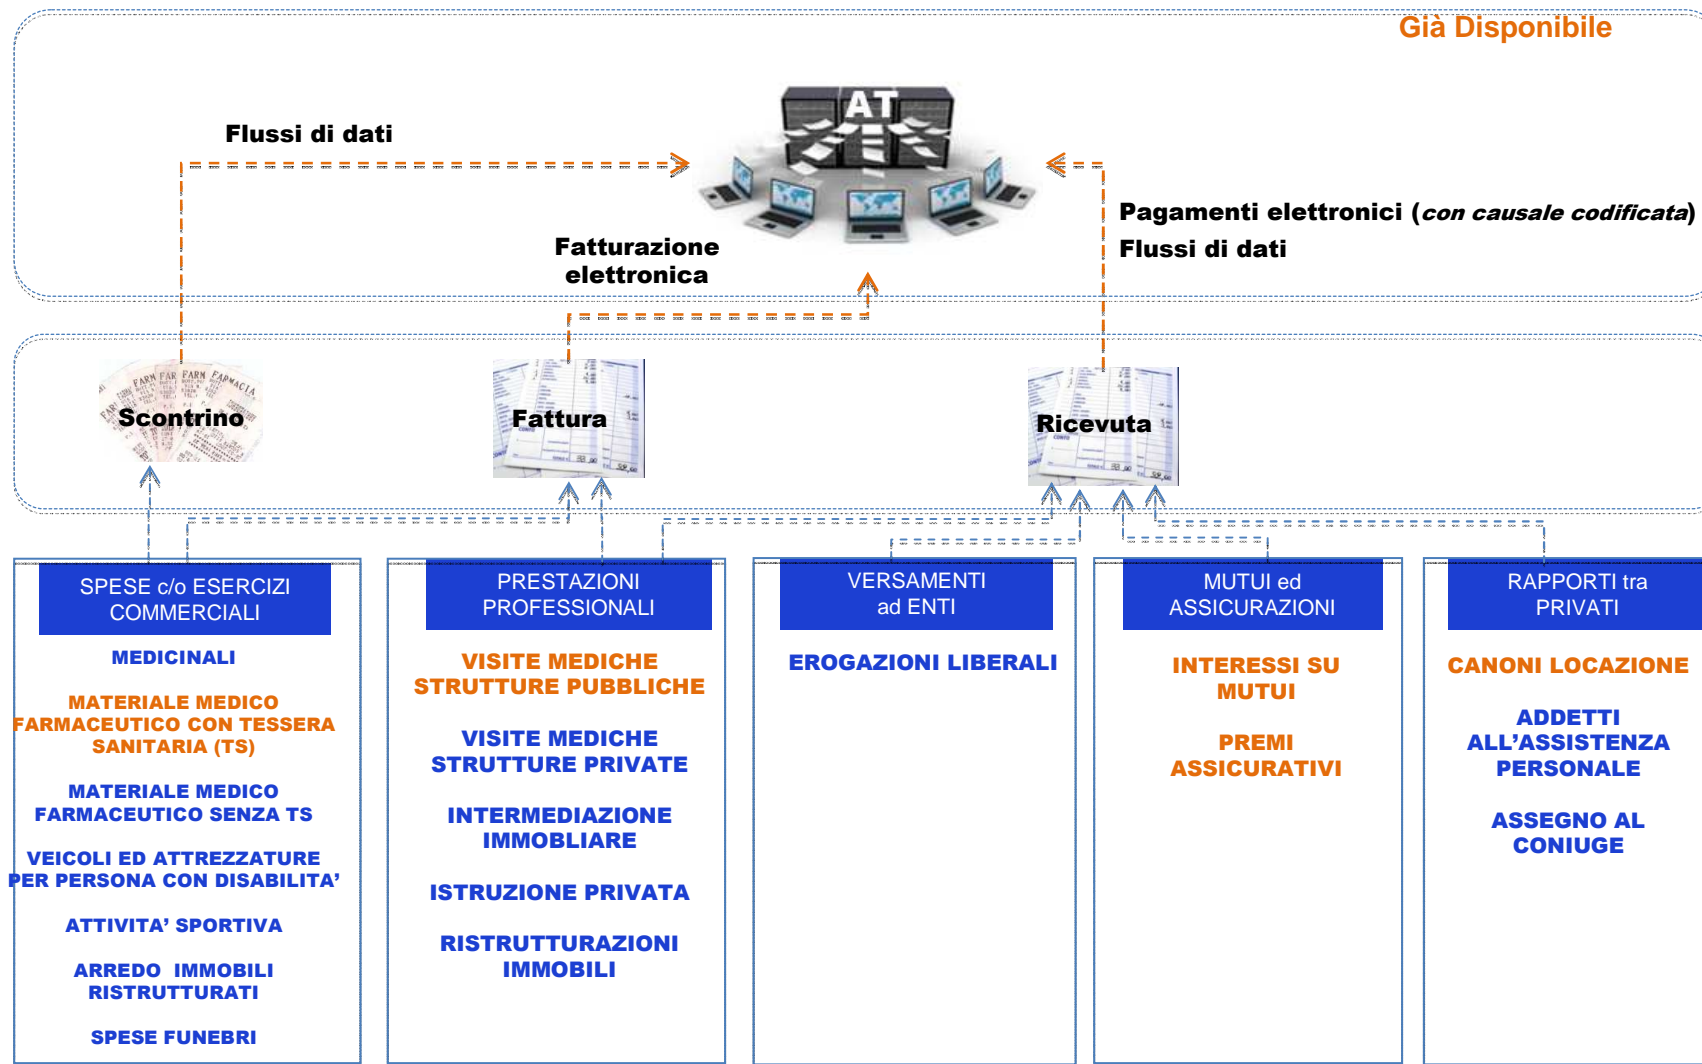 Già Disponibile
AT
Flussi di dati
Pagamenti elettronici (con causale codificata)
Flussi di dati
Fatturazione
elettronica
FARM FARM FARMACIA
Scontrino
Fattura
Ricevuta
SPESE c/o ESERCIZI
COMMERCIALI
MEDICINALI
MATERIALE MEDICO
FARMACEUTICO CON TESSERA
SANITARIA (TS)
MATERIALE MEDICO
FARMACEUTICO SENZA TS
VEICOLI ED ATTREZZATURE
PER PERSONA CON DISABILITA’
ATTIVITA’ SPORTIVA
ARREDO IMMOBILI
RISTRUTTURATI
SPESE FUNEBRI
PRESTAZIONI
PROFESSIONALI
VISITE MEDICHE
STRUTTURE PUBBLICHE
VISITE MEDICHE
STRUTTURE PRIVATE
INTERMEDIAZIONE
IMMOBLIARE
ISTRUZIONE PRIVATA
RISTRUTTURAZIONI
IMMOBILI
VERSAMENTI
ad ENTI
EROGAZIONI LIBERALI
MUTUI ed
ASSICURAZIONI
INTERESSI SU
MUTUI
PREMI
ASSICURATIVI
RAPPORTI tra
PRIVATI
CANONI LOCAZIONE
ADDETTI
ALL’ASSISTENZA
PERSONALE
ASSEGNO AL
CONIUGE